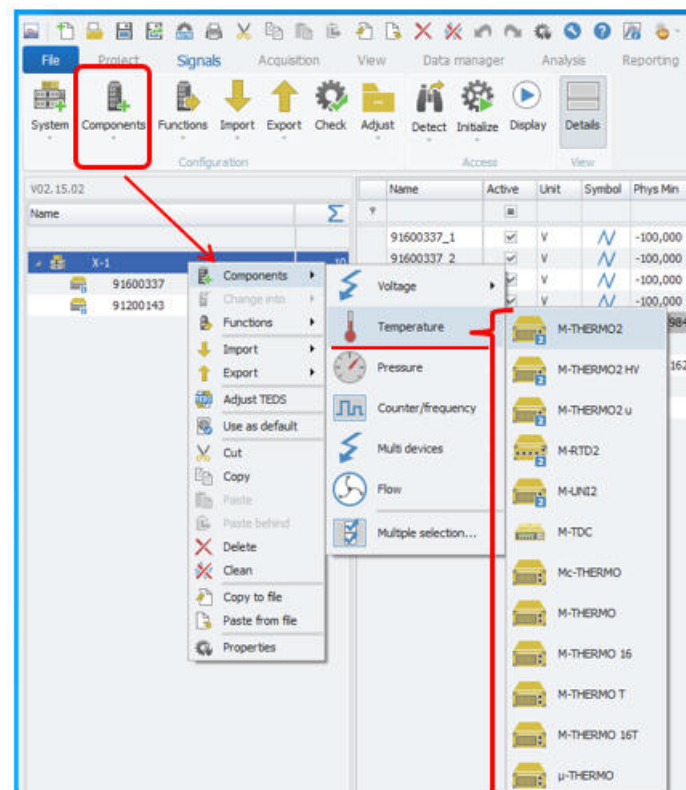 File Project Signals Acquisition View Data manager Analysis Reporting
System Components Functions Import Export Check Adjust Detect Initialize Display Details
Configuration Access View
V02.15.02
Name Σ
Name Active Unit Symbol Phys Min
91600337_1 V -100,000
X-1 10
91600337_2 V -100,000
91600337
V -100,000
91200143
V -100,000
984
162
Components
Change into
Functions
Import
Export
Adjust TEDS
Use as default
Cut
Copy
Paste
Paste behind
Delete
Clean
Copy to file
Paste from file
Properties
Voltage
Temperature
Pressure
Counter/frequency
Multi devices
Flow
Multiple selection...
M-THERMO2
M-THERMO2 HV
M-THERMO2 u
M-RTD2
M-UNI2
M-TDC
Mc-THERMO
M-THERMO
M-THERMO 16
M-THERMO T
M-THERMO 16T
µ-THERMO